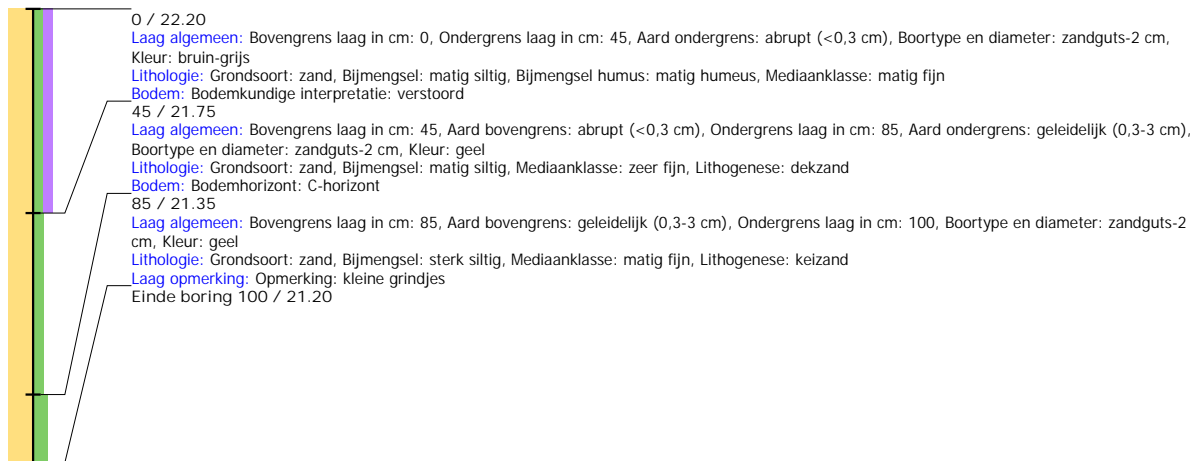 0 / 22.20
Laag algemeen: Bovengrens laag in cm: 0, Ondergrens laag in cm: 45, Aard ondergrens: abrupt (<0,3 cm), Boortype en diameter: zandguts-2 cm,
Kleur: bruin-grijs
Lithologie: Grondsoort: zand, Bijmengsel: matig siltig, Bijmengsel humus: matig humeus, Mediaanklasse: matig fijn
Bodem: Bodemkundige interpretatie: verstoord
45 / 21.75
Laag algemeen: Bovengrens laag in cm: 45, Aard bovengrens: abrupt (<0,3 cm), Ondergrens laag in cm: 85, Aard ondergrens: geleidelijk (0,3-3 cm),
Boortype en diameter: zandguts-2 cm, Kleur: geel
Lithologie: Grondsoort: zand, Bijmengsel: matig siltig, Mediaanklasse: zeer fijn, Lithogenese: dekzand
Bodem: Bodemhorizont: C-horizont
85 / 21.35
Laag algemeen: Bovengrens laag in cm: 85, Aard bovengrens: geleidelijk (0,3-3 cm), Ondergrens laag in cm: 100, Boortype en diameter: zandguts-2
cm, Kleur: geel
Lithologie: Grondsoort: zand, Bijmengsel: sterk siltig, Mediaanklasse: matig fijn, Lithogenese: keizand
Laag opmerking: Opmerking: kleine grindjes
Einde boring 100 / 21.20